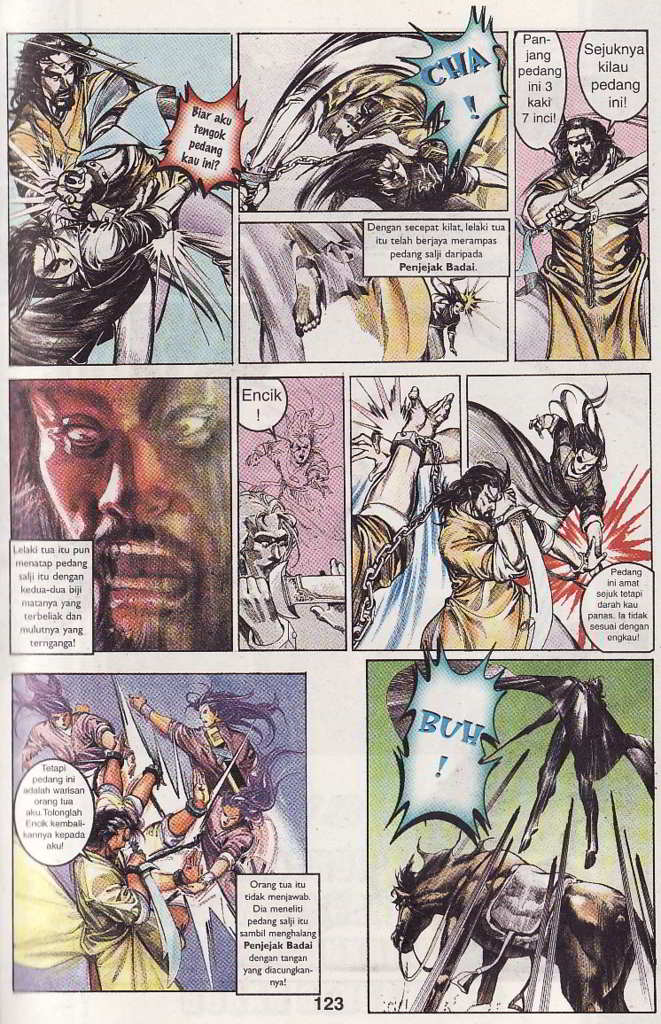 Biar aku
tengok
pedang
kau ini?
CHA
!
Dengan secepat kilat, lelaki tua
itu telah berjaya merampas
pedang salji daripada
Penjejak Badai.
Pan-
jang
pedang
ini 3
kaki
7 inci!
Sejuknya
kilau
pedang
ini!
Lelaki tua itu pun
menatap pedang
salji itu dengan
kedua-dua biji
matanya yang
terbeliak dan
mulutnya yang
ternganga!
Encik
!
Pedang
ini amat
sejuk tetapi
darah kau
panas. Ia tidak
sesuai dengan
engkau!
Tetapi
pedang ini
adalah warisan
orang tua
aku.Tolonglah
Encik kembali-
kannya kepada
aku!
Orang tua itu
tidak menjawab.
Dia meneliti
pedang salji itu
sambil menghalang
Penjejak Badai
dengan tangan
yang diacungkan-
nya!
BUH
!
123